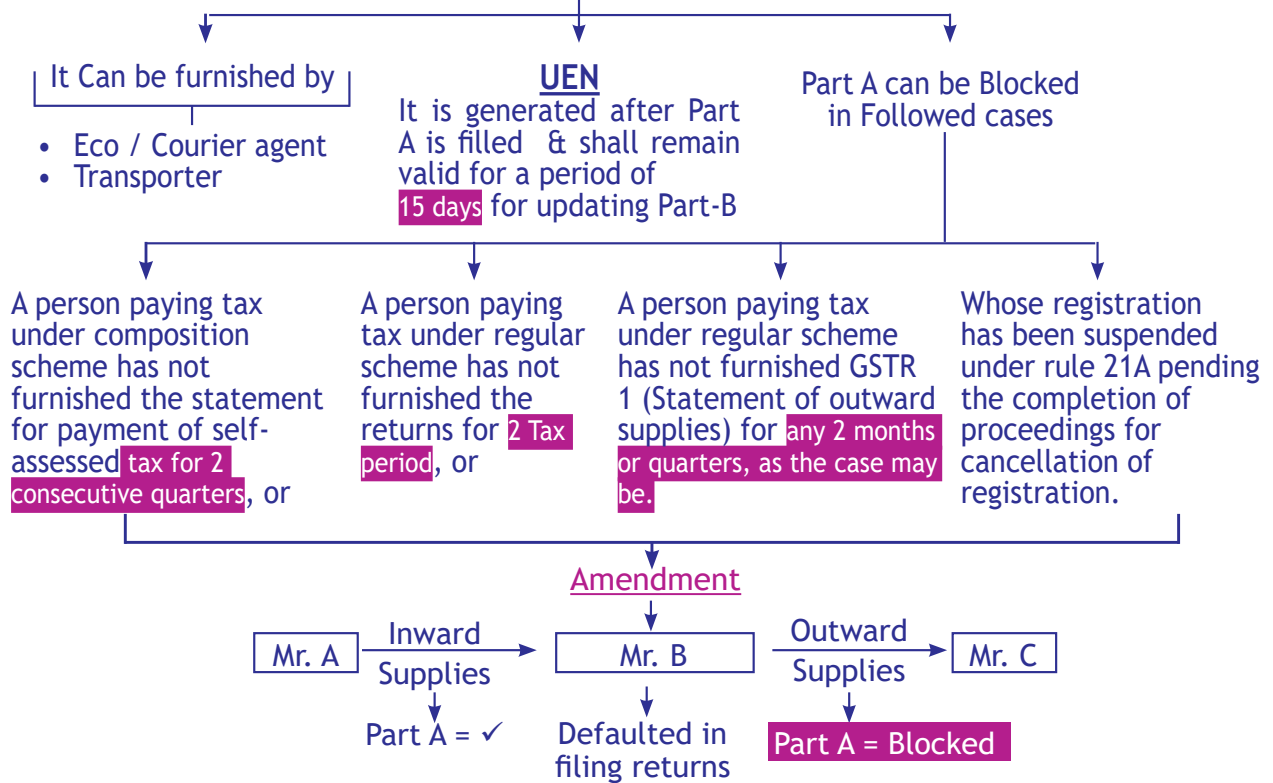 It Can be furnished by
• Eco / Courier agent
• Transporter
UEN
It is generated after Part
A is filled & shall remain
valid for a period of
15 days for updating Part-B
Part A can be Blocked
in Followed cases
A person paying tax
under composition
scheme has not
furnished the statement
for payment of self-
assessed tax for 2
consecutive quarters, or
A person paying
tax under regular
scheme has not
furnished the
returns for 2 Tax
period, or
A person paying tax
under regular scheme
has not furnished GSTR
1 (Statement of outward
supplies) for any 2 months
or quarters, as the case may
be.
Whose registration
has been suspended
under rule 21A pending
the completion of
proceedings for
cancellation of
registration.
Amendment
Mr. A
Inward
Supplies
Mr. B
Outward
Supplies
Mr. C
Part A = ✓
Defaulted in
filing returns
Part A = Blocked